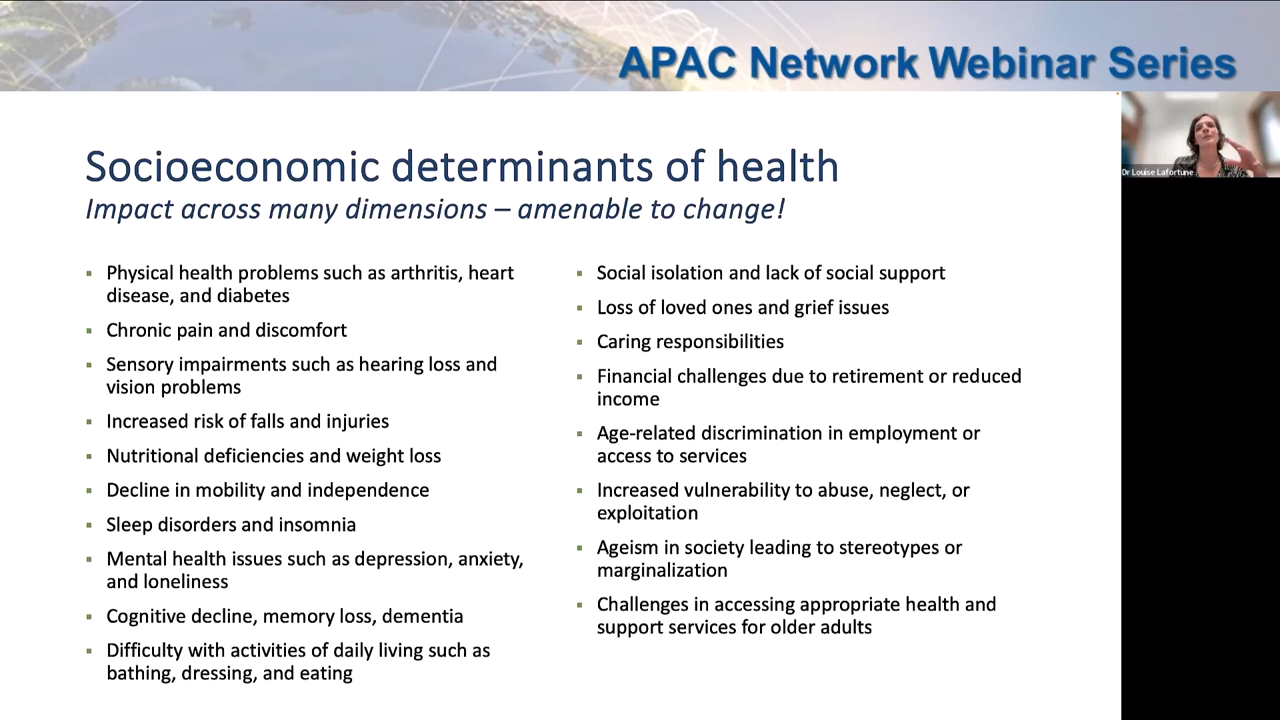 APAC Network Webinar Series
Dr Louise Lafortune
Socioeconomic determinants of health
Impact across many dimensions – amenable to change!
▪ Physical health problems such as arthritis, heart
disease, and diabetes
▪ Chronic pain and discomfort
▪ Sensory impairments such as hearing loss and
vision problems
▪ Increased risk of falls and injuries
▪ Nutritional deficiencies and weight loss
▪ Decline in mobility and independence
▪ Sleep disorders and insomnia
▪ Mental health issues such as depression, anxiety,
and loneliness
▪ Cognitive decline, memory loss, dementia
▪ Difficulty with activities of daily living such as
bathing, dressing, and eating
▪ Social isolation and lack of social support
▪ Loss of loved ones and grief issues
▪ Caring responsibilities
▪ Financial challenges due to retirement or reduced
income
▪ Age-related discrimination in employment or
access to services
▪ Increased vulnerability to abuse, neglect, or
exploitation
▪ Ageism in society leading to stereotypes or
marginalization
▪ Challenges in accessing appropriate health and
support services for older adults